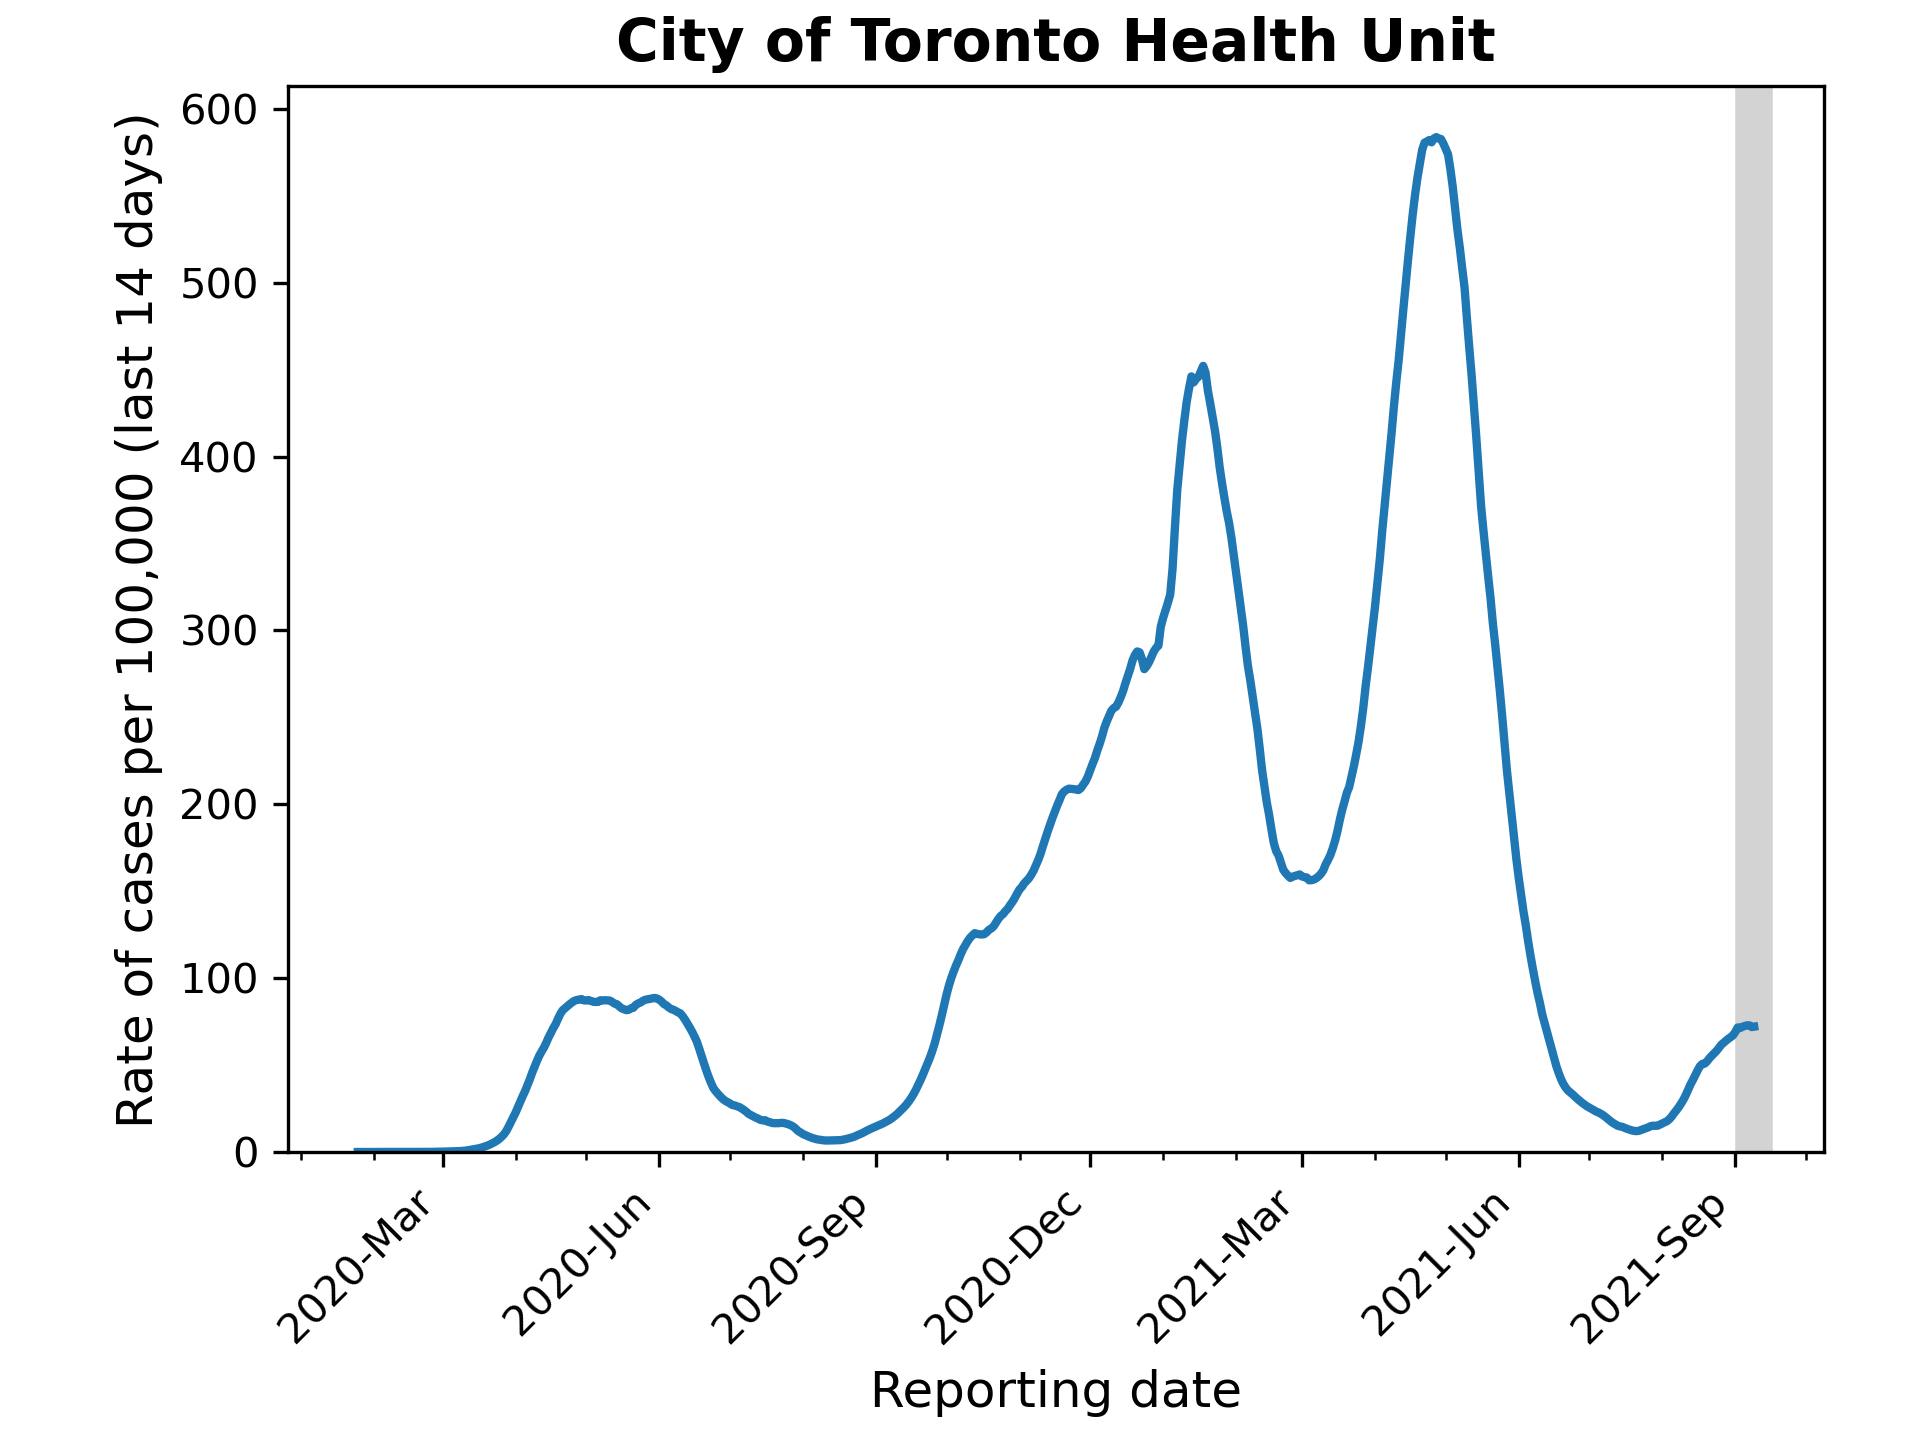 City of Toronto Health Unit
Rate of cases per 100,000 (last 14 days)
600
500
400
300
200
100
0
2020-Mar
2020-Jun
2020-Sep
2020-Dec
2021-Mar
2021-Jun
2021-Sep
Reporting date